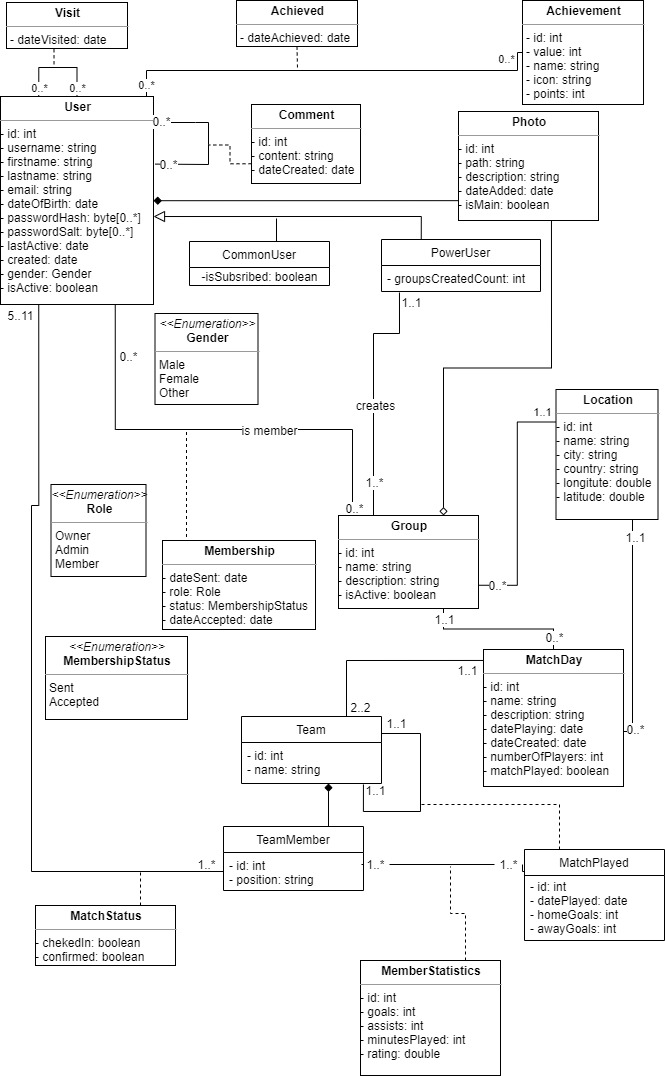 Visit
- dateVisited: date
Achieved
- dateAchieved: date
Achievement
- id: int
- value: int
- name: string
- icon: string
- points: int
0..*
0..*
0..*
0..*
User
id: int
username: string
firstname: string
lastname: string
email: string
dateOfBirth: date
passwordHash: byte[0..*]
passwordSalt: byte[0..*]
lastActive: date
created: date
gender: Gender
isActive: boolean
0..*
0..*
Comment
id: int
content: string
dateCreated: date
Photo
id: int
path: string
description: string
dateAdded: date
isMain: boolean
CommonUser
-isSubsribed: boolean
PowerUser
- groupsCreatedCount: int
5..11
1..1
<<Enumeration>>
Gender
Male
Female
Other
0..*
creates
is member
1..*
0..*
Location
- id: int
- name: string
- city: string
- country: string
- longitute: double
- latitude: double
1..1
1..1
<<Enumeration>>
Role
Owner
Admin
Member
Group
- id: int
- name: string
- description: string
- isActive: boolean
0..*
1..1
0..*
Membership
- dateSent: date
- role: Role
- status: MembershipStatus
- dateAccepted: date
<<Enumeration>>
MembershipStatus
Sent
Accepted
MatchDay
- id: int
- name: string
- description: string
- datePlaying: date
- dateCreated: date
- numberOfPlayers: int
- matchPlayed: boolean
1..1
0..*
2..2
1..1
Team
- id: int
- name: string
1..1
TeamMember
- id: int
- position: string
1..*
1..*
1..*
MatchPlayed
- id: int
- datePlayed: date
- homeGoals: int
- awayGoals: int
MatchStatus
- chekedIn: boolean
- confirmed: boolean
MemberStatistics
- id: int
- goals: int
- assists: int
- minutesPlayed: int
- rating: double